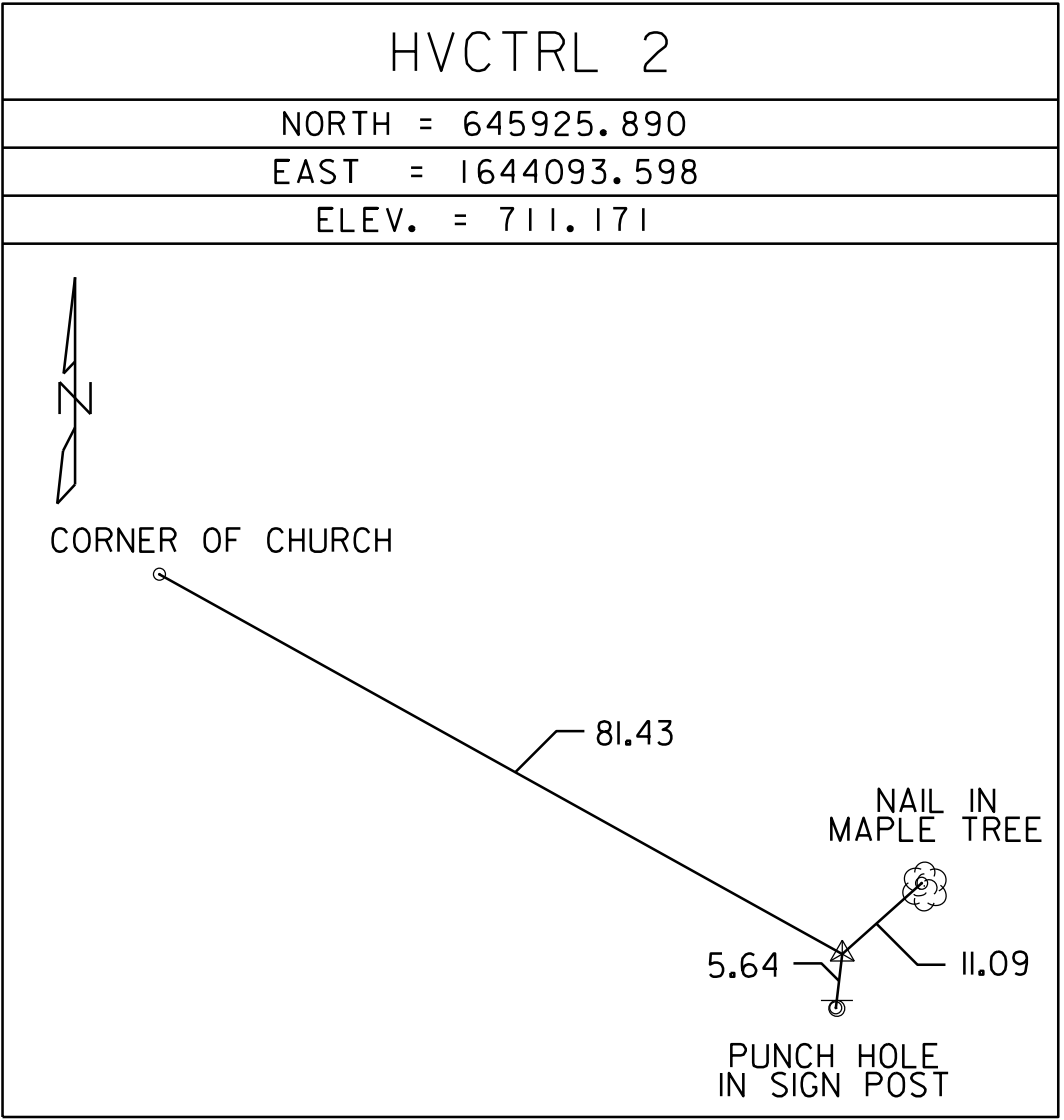 HVCTRL 2
NORTH = 645925.890
EAST = 1644093.598
ELEV. = 711.171
N
CORNER OF CHURCH
81.43
NAIL IN
MAPLE TREE
5.64
11.09
PUNCH HOLE
IN SIGN POST